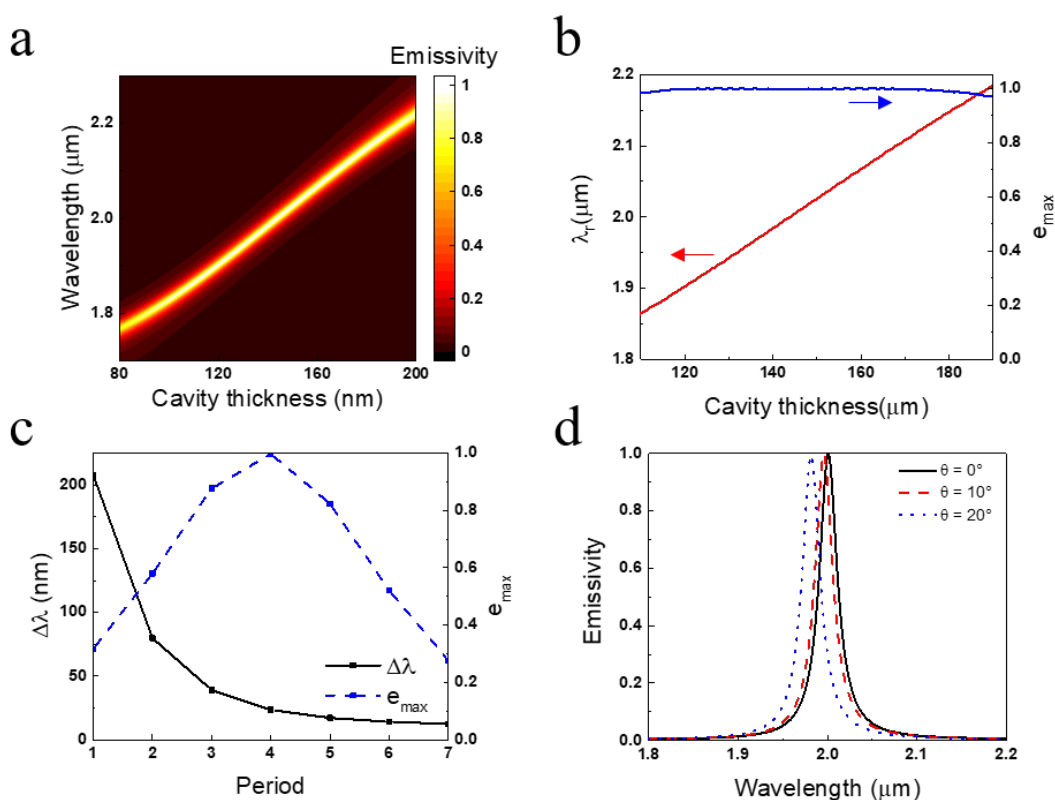 a
Emissivity
Wavelength (μm)
2.2
2.0
1.8
80
120
160
200
Cavity thickness (nm)
1
0.8
0.6
0.4
0.2
0
b
λr(μm)
2.2
2.1
2.0
1.9
1.8
120
140
160
180
Cavity thickness(μm)
1.0
0.8
0.6
0.4
0.2
0.0
emax
c
Δλ (nm)
200
150
100
50
0
1
2
3
4
5
6
7
Period
1.0
0.8
0.6
0.4
0.2
0.0
emax
Δλ
emax
d
Emissivity
1.0
0.8
0.6
0.4
0.2
0.0
1.8
1.9
2.0
2.1
2.2
Wavelength (μm)
θ = 0°
θ = 10°
θ = 20°